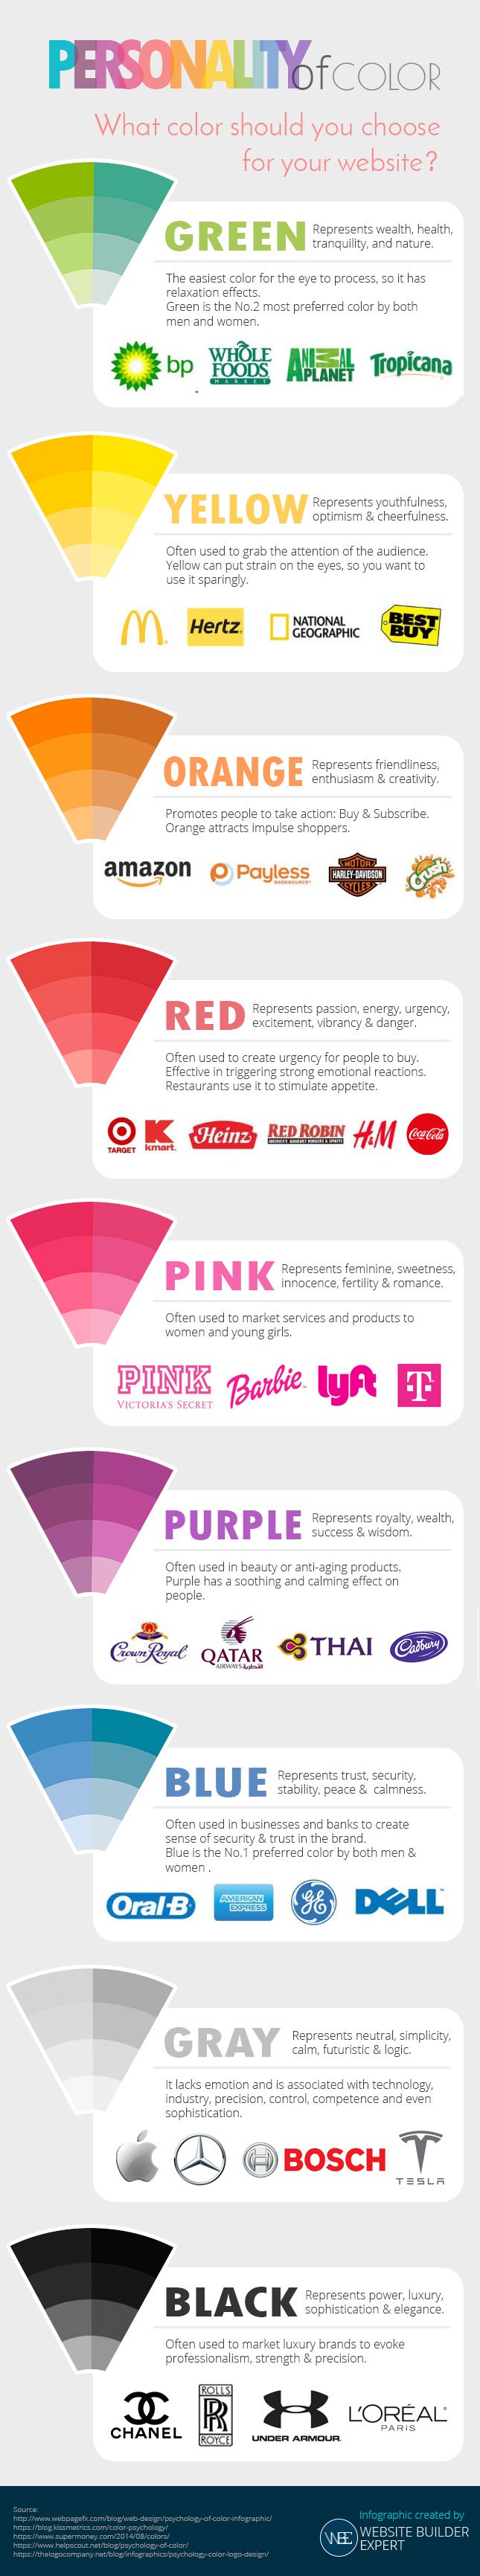 PERSONALITY of COLOR
What color should you choose
for your website?
GREEN
Represents wealth, health,
tranquility, and nature.
The easiest color for the eye to process, so it has
relaxation effects.
Green is the No.2 most preferred color by both
men and women.
bp
WHOLE
FOODS
MARKET
ANIMAL
PLANET
Tropicana
YELLOW
Represents youthfulness,
optimism & cheerfulness.
Often used to grab the attention of the audience.
Yellow can put strain on the eyes, so you want to
use it sparingly.
Hertz
NATIONAL
GEOGRAPHIC
BEST
BUY
ORANGE
Represents friendliness,
enthusiasm & creativity.
Promotes people to take action: Buy & Subscribe.
Orange attracts impulse shoppers.
amazon
Payless
SHOESOURCE
MOTOR
HARLEY-DAVIDSON
CYCLES
Crush
RED
Represents passion, energy, urgency,
excitement, vibrancy & danger.
Often used to create urgency for people to buy.
Effective in triggering strong emotional reactions.
Restaurants use it to stimulate appetite.
TARGET
K
kmart.
Heinz
RED ROBIN
AMERICA'S GOURMET BURGERS & SPIRITS
H&M
Coca-Cola
PINK
Represents feminine, sweetness,
innocence, fertility & romance.
Often used to market services and products to
women and young girls.
PINK
VICTORIA'S SECRET
Barbie
lyft
T
PURPLE
Represents royalty, wealth,
success & wisdom.
Often used in beauty or anti-aging products.
Purple has a soothing and calming effect on
people.
Crown Royal
QATAR
AIRWAYS القطرية
THAI
Cadbury
BLUE
Represents trust, security,
stability, peace & calmness.
Often used in businesses and banks to create
sense of security & trust in the brand.
Blue is the No.1 preferred color by both men &
women .
Oral-B
AMERICAN
EXPRESS
GE
DELL
GRAY
Represents neutral, simplicity,
calm, futuristic & logic.
It lacks emotion and is associated with technology,
industry, precision, control, competence and even
sophistication.
BOSCH
TESLA
BLACK
Represents power, luxury,
sophistication & elegance.
Often used to market luxury brands to evoke
professionalism, strength & precision.
CHANEL
ROLLS
RR
ROYCE
UNDER ARMOUR.
L'ORÉAL
PARIS
Source:
http://www.webpagefx.com/blog/web-design/psychology-of-color-infographic/
https://blog.kissmetrics.com/color-psychology/
https://www.supermoney.com/2014/08/colors/
https://www.helpscout.net/blog/psychology-of-color/
https://thelogocompany.net/blog/infographics/psychology-color-logo-design/
Infographic created by
WBE
WEBSITE BUILDER
EXPERT